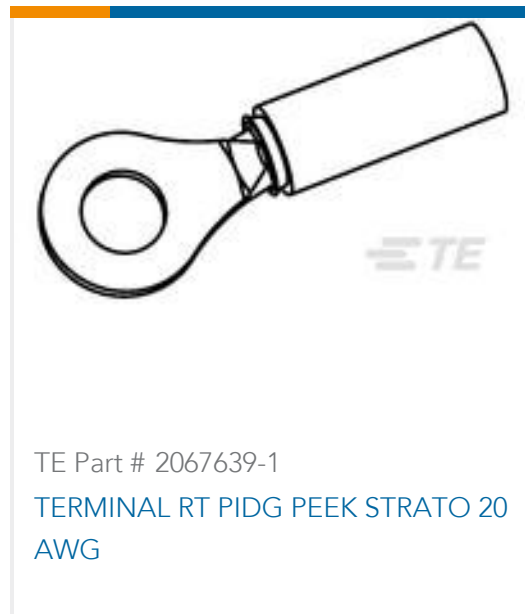 TE
TE Part # 2067639-1
TERMINAL RT PIDG PEEK STRATO 20
AWG